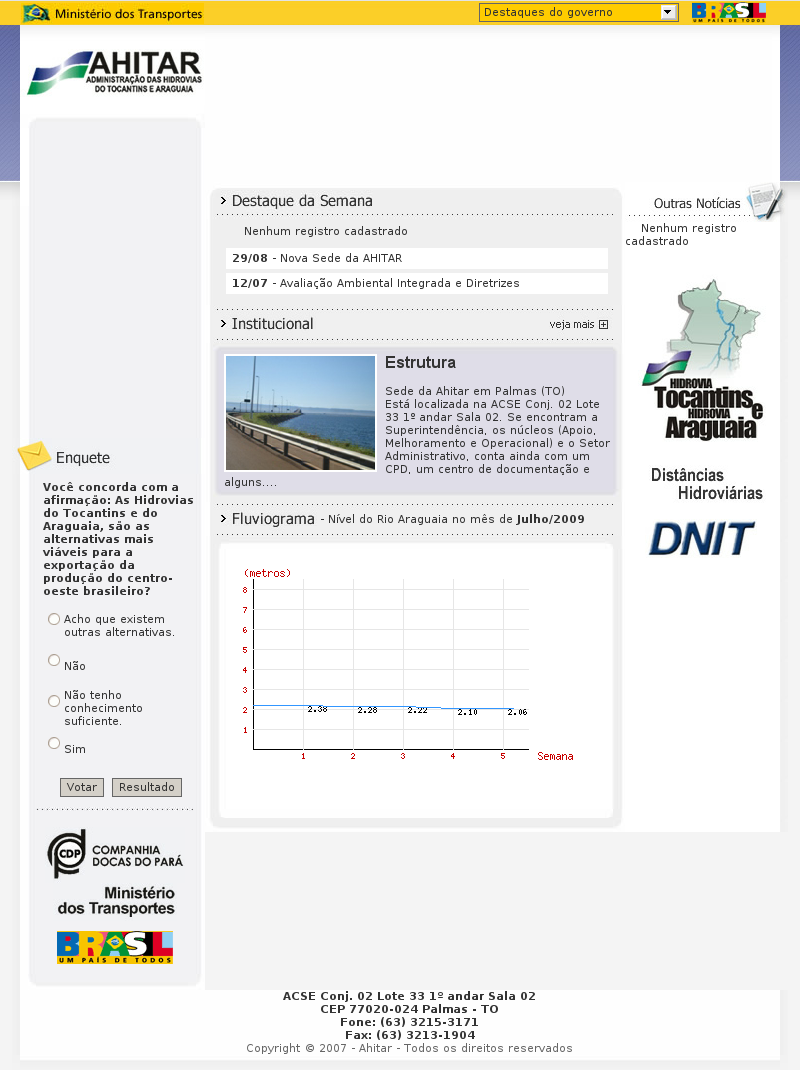 Ministério dos Transportes
Destaques do governo
BRASIL
UM PAÍS DE TODOS
AHITAR
ADMINISTRAÇÃO DAS HIDROVIAS
DO TOCANTINS E ARAGUAIA
Destaque da Semana
Nenhum registro cadastrado
29/08 - Nova Sede da AHITAR
12/07 - Avaliação Ambiental Integrada e Diretrizes
Institucional
veja mais
Estrutura
Sede da Ahitar em Palmas (TO)
Está localizada na ACSE Conj. 02 Lote
33 1º andar Sala 02. Se encontram a
Superintendência, os núcleos (Apoio,
Melhoramento e Operacional) e o Setor
Administrativo, conta ainda com um
CPD, um centro de documentação e
alguns....
Fluviograma - Nível do Rio Araguaia no mês de Julho/2009
(metros)
8
7
6
5
4
3
2
1
2.38 2.28 2.22 2.10 2.06
1 2 3 4 5 Semana
Outras Notícias
Nenhum registro
cadastrado
HIDROVIA
Tocantins e
HIDROVIA
Araguaia
Distâncias
Hidroviárias
DNIT
Enquete
Você concorda com a
afirmação: As Hidrovias
do Tocantins e do
Araguaia, são as
alternativas mais
viáveis para a
exportação da
produção do centro-
oeste brasileiro?
Acho que existem
outras alternativas.
Não
Não tenho
conhecimento
suficiente.
Sim
Votar Resultado
CDP
COMPANHIA
DOCAS DO PARÁ
Ministério
dos Transportes
BRASIL
UM PAÍS DE TODOS
ACSE Conj. 02 Lote 33 1º andar Sala 02
CEP 77020-024 Palmas - TO
Fone: (63) 3215-3171
Fax: (63) 3213-1904
Copyright © 2007 - Ahitar - Todos os direitos reservados